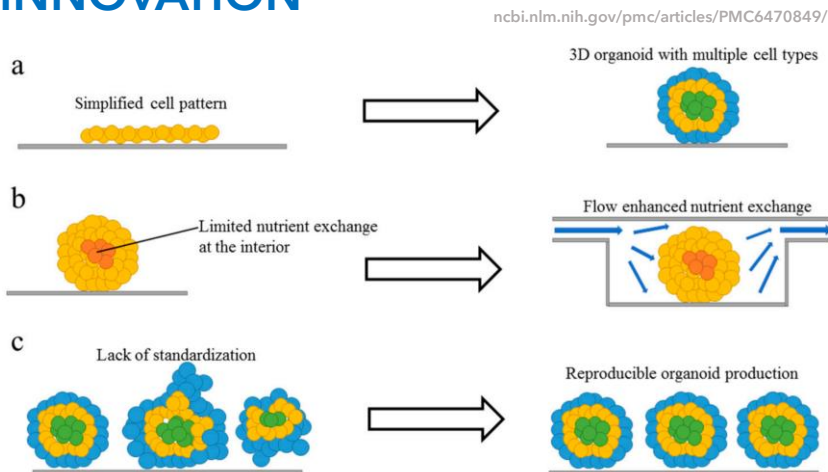 INNOVATION
ncbi.nlm.nih.gov/pmc/articles/PMC6470849/
a
Simplified cell pattern
3D organoid with multiple cell types
b
Limited nutrient exchange
at the interior
Flow enhanced nutrient exchange
c
Lack of standardization
Reproducible organoid production